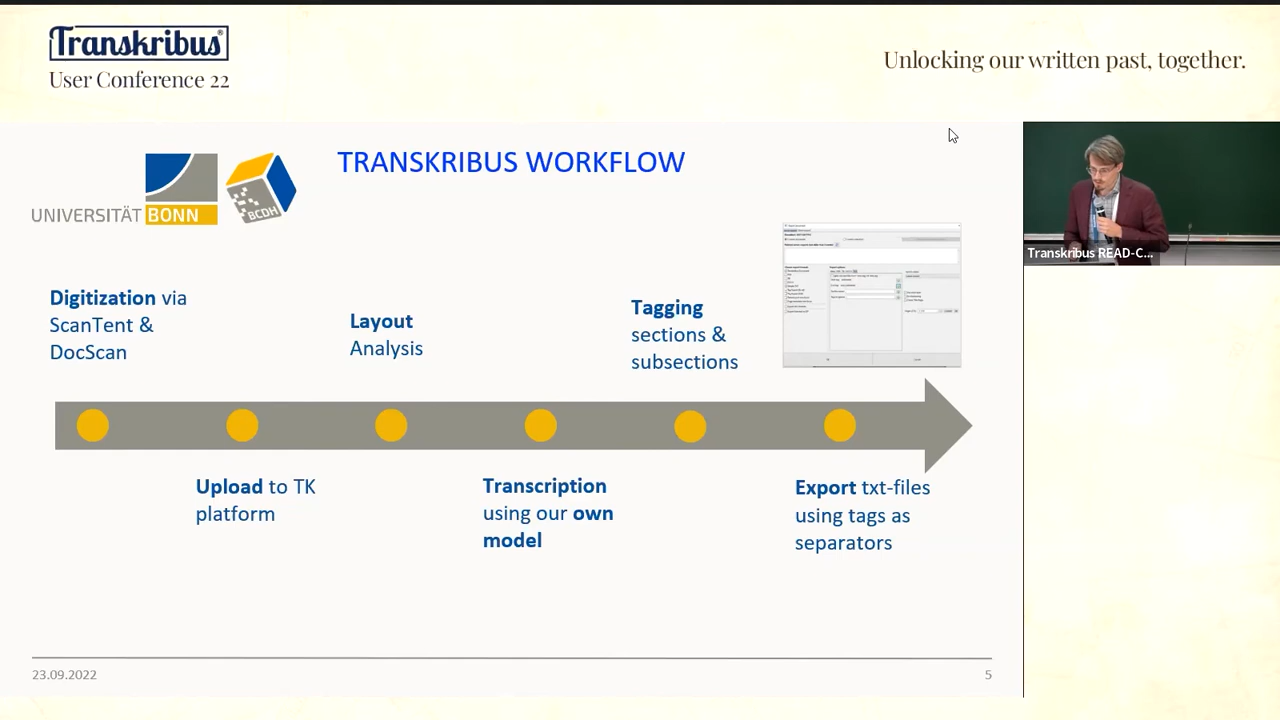 Transkribus®
User Conference 22
Unlocking our written past, together.
UNIVERSITÄT BONN
BCDH
TRANSKRIBUS WORKFLOW
Digitization via
ScanTent &
DocScan
Upload to TK
platform
Layout
Analysis
Transcription
using our own
model
Tagging
sections &
subsections
Export txt-files
using tags as
separators
23.09.2022
5
Transkribus READ-C...